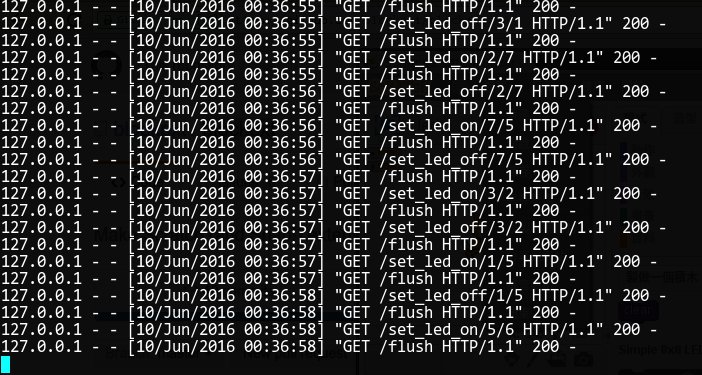 127.0.0.1 - - [10/Jun/2016 00:36:55] "GET /flush HTTP/1.1" 200 -
127.0.0.1 - - [10/Jun/2016 00:36:55] "GET /set_led_off/3/1 HTTP/1.1" 200 -
127.0.0.1 - - [10/Jun/2016 00:36:55] "GET /flush HTTP/1.1" 200 -
127.0.0.1 - - [10/Jun/2016 00:36:55] "GET /set_led_on/2/7 HTTP/1.1" 200 -
127.0.0.1 - - [10/Jun/2016 00:36:55] "GET /flush HTTP/1.1" 200 -
127.0.0.1 - - [10/Jun/2016 00:36:56] "GET /set_led_off/2/7 HTTP/1.1" 200 -
127.0.0.1 - - [10/Jun/2016 00:36:56] "GET /flush HTTP/1.1" 200 -
127.0.0.1 - - [10/Jun/2016 00:36:56] "GET /set_led_on/7/5 HTTP/1.1" 200 -
127.0.0.1 - - [10/Jun/2016 00:36:56] "GET /flush HTTP/1.1" 200 -
127.0.0.1 - - [10/Jun/2016 00:36:56] "GET /set_led_off/7/5 HTTP/1.1" 200 -
127.0.0.1 - - [10/Jun/2016 00:36:57] "GET /flush HTTP/1.1" 200 -
127.0.0.1 - - [10/Jun/2016 00:36:57] "GET /set_led_on/3/2 HTTP/1.1" 200 -
127.0.0.1 - - [10/Jun/2016 00:36:57] "GET /flush HTTP/1.1" 200 -
127.0.0.1 - - [10/Jun/2016 00:36:57] "GET /set_led_off/3/2 HTTP/1.1" 200 -
127.0.0.1 - - [10/Jun/2016 00:36:57] "GET /flush HTTP/1.1" 200 -
127.0.0.1 - - [10/Jun/2016 00:36:57] "GET /set_led_on/1/5 HTTP/1.1" 200 -
127.0.0.1 - - [10/Jun/2016 00:36:57] "GET /flush HTTP/1.1" 200 -
127.0.0.1 - - [10/Jun/2016 00:36:58] "GET /set_led_off/1/5 HTTP/1.1" 200 -
127.0.0.1 - - [10/Jun/2016 00:36:58] "GET /flush HTTP/1.1" 200 -
127.0.0.1 - - [10/Jun/2016 00:36:58] "GET /set_led_on/5/6 HTTP/1.1" 200 -
127.0.0.1 - - [10/Jun/2016 00:36:58] "GET /flush HTTP/1.1" 200 -